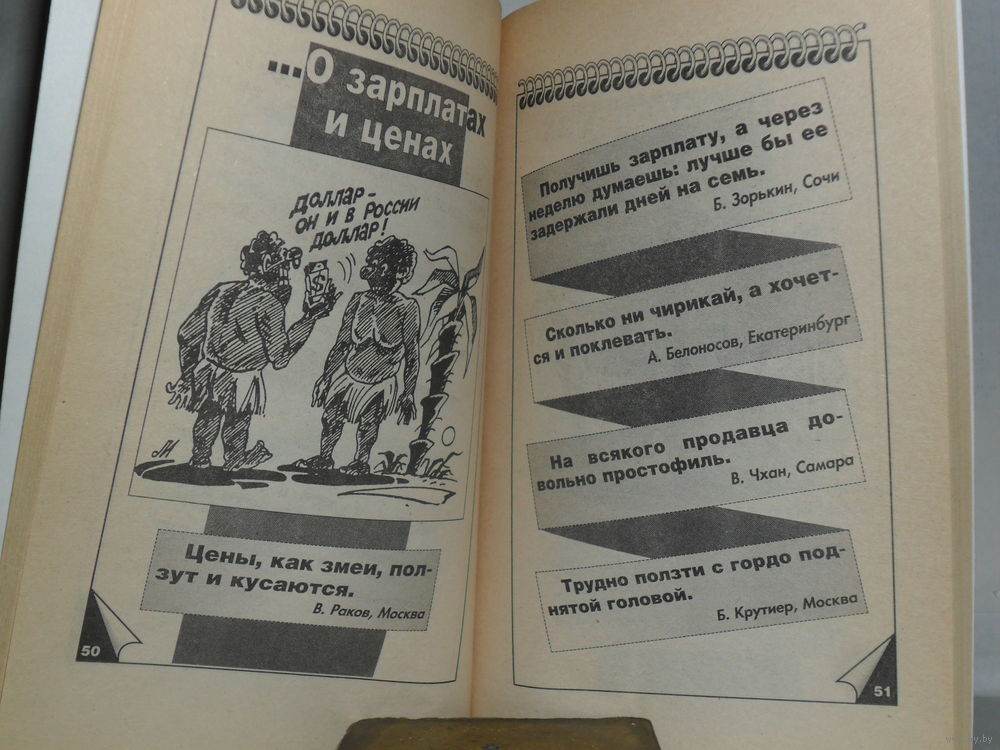 ...О зарплатах
и ценах
ДОЛЛАР -
ОН И В РОССИИ
ДОЛЛАР!
$
Цены, как змеи, пол-
зут и кусаются.
В. Раков, Москва
50
Получишь зарплату, а через
неделю думаешь: лучше бы ее
задержали дней на семь.
Б. Зорькин, Сочи
Сколько ни чирикай, а хочет-
ся и поклевать.
А. Белоносов, Екатеринбург
На всякого продавца до-
вольно простофиль.
В. Чхан, Самара
Трудно ползти с гордо под-
нятой головой.
Б. Крутиер, Москва
51